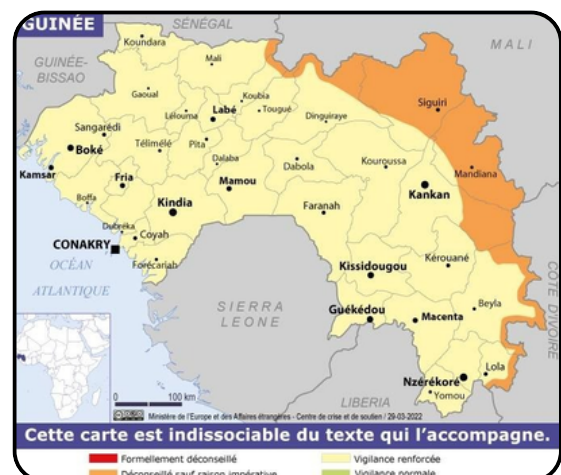 GUINÉE
SÉNÉGAL
MALI
GUINÉE-
BISSAO
Koundara
Mali
Gaoual
Koubia
Lélouma
Labé
Tougué
Siguiri
Sangarédi
Dinguiraye
Boké
Télimélé
Pita
Kamsar
Fria
Dalaba
Dabola
Kouroussa
Mandiana
Boffa
Mamou
Kankan
Kindia
Faranah
Dubréka
Coyah
CONAKRY
Forécariah
Kérouané
OCÉAN
ATLANTIQUE
Kissidougou
SIERRA
LEONE
Guékédou
Macenta
Beyla
CÔTE D'IVOIRE
Lola
Nzérékoré
Yomou
LIBERIA
0 100 km
Ministère de l'Europe et des Affaires étrangères - Centre de crise et de soutien / 29-03-2022
Cette carte est indissociable du texte qui l'accompagne.
Formellement déconseillé
Vigilance renforcée
Déconseillé sauf raison impérative
Vigilance normale